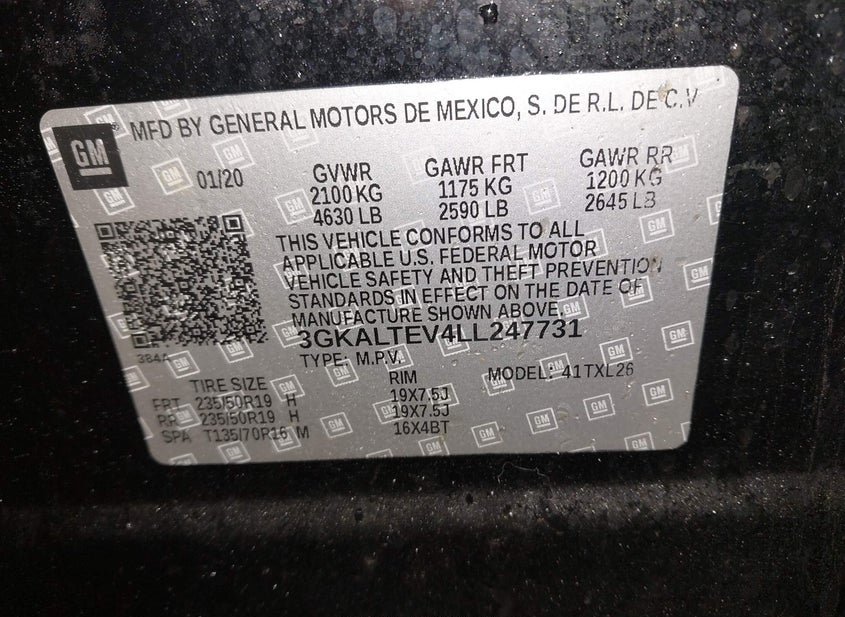 GM MFD BY GENERAL MOTORS DE MEXICO, S. DE R.L. DE C.V
01/20 GVWR GAWR FRT GAWR RR
2100 KG 1175 KG 1200 KG
4630 LB 2590 LB 2645 LB
THIS VEHICLE CONFORMS TO ALL
APPLICABLE U.S. FEDERAL MOTOR
VEHICLE SAFETY AND THEFT PREVENTION
STANDARDS IN EFFECT ON THE DATE OF
MANUFACTURE SHOWN ABOVE.
3GKALTEV4LL247731
384A TYPE: M.P.V. MODEL: 41TXL26
TIRE SIZE RIM
FRT 235/50R19 H 19X7.5J
RR 235/50R19 H 19X7.5J
SPA T135/70R16 M 16X4BT